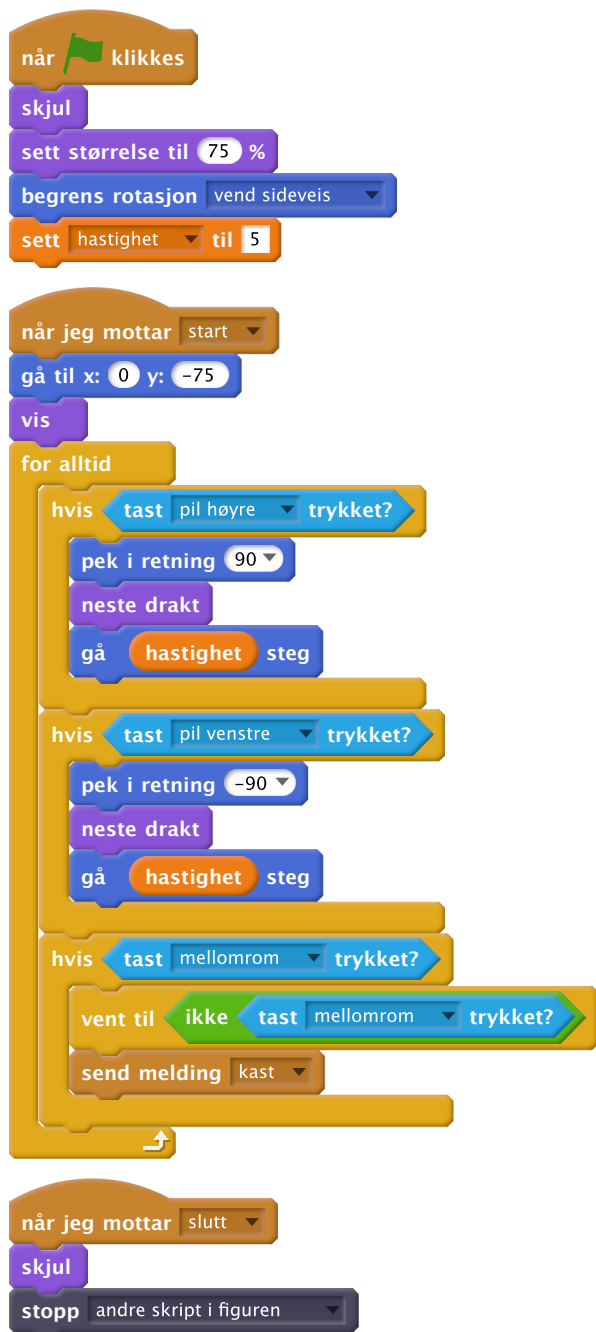 når klikkes
skjul
sett størrelse til 75 %
begrens rotasjon vend sideveis
sett hastighet til 5
når jeg mottar start
gå til x: 0 y: -75
vis
for alltid
hvis tast pil høyre trykket?
pek i retning 90
neste drakt
gå hastighet steg
hvis tast pil venstre trykket?
pek i retning -90
neste drakt
gå hastighet steg
hvis tast mellomrom trykket?
vent til ikke tast mellomrom trykket?
send melding kast
når jeg mottar slutt
skjul
stopp andre skript i figuren